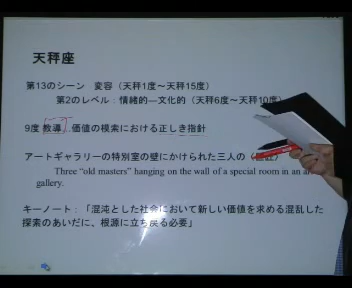 天秤座
第13のシーン　変容（天秤1度～天秤15度）
第2のレベル：情緒的―文化的（天秤6度～天秤10度
9度 教導：価値の模索における正しき指針
アートギャラリーの特別室の壁にかけられた三人の
Three "old masters" hanging on the wall of a special room in an
gallery.
キーノート：「混沌とした社会において新しい価値を求める混乱した
探索のあいだに、根源に立ち戻る必要」